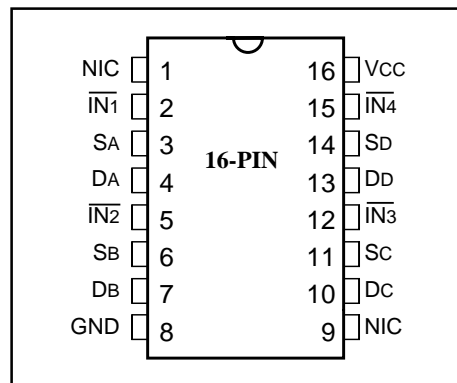 NIC 1 16 VCC
IN1 2 15 IN4
SA 3 14 SD
16-PIN
DA 4 13 DD
IN2 5 12 IN3
SB 6 11 SC
DB 7 10 DC
GND 8 9 NIC